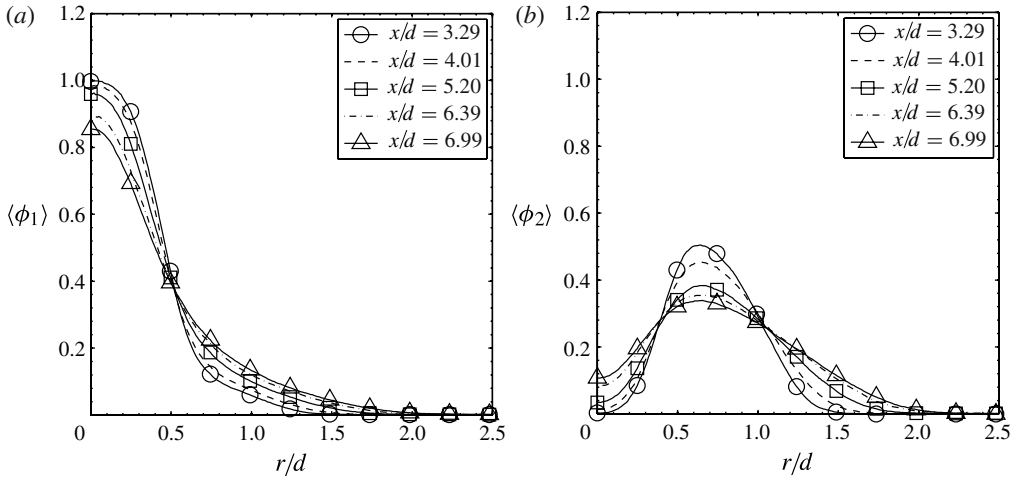 (a)
1.2
1.0
0.8
⟨ϕ1⟩ 0.6
0.4
0.2
0 0.5 1.0 1.5 2.0 2.5
r/d
x/d = 3.29
x/d = 4.01
x/d = 5.20
x/d = 6.39
x/d = 6.99
(b)
1.2
1.0
0.8
⟨ϕ2⟩ 0.6
0.4
0.2
0 0.5 1.0 1.5 2.0 2.5
r/d
x/d = 3.29
x/d = 4.01
x/d = 5.20
x/d = 6.39
x/d = 6.99